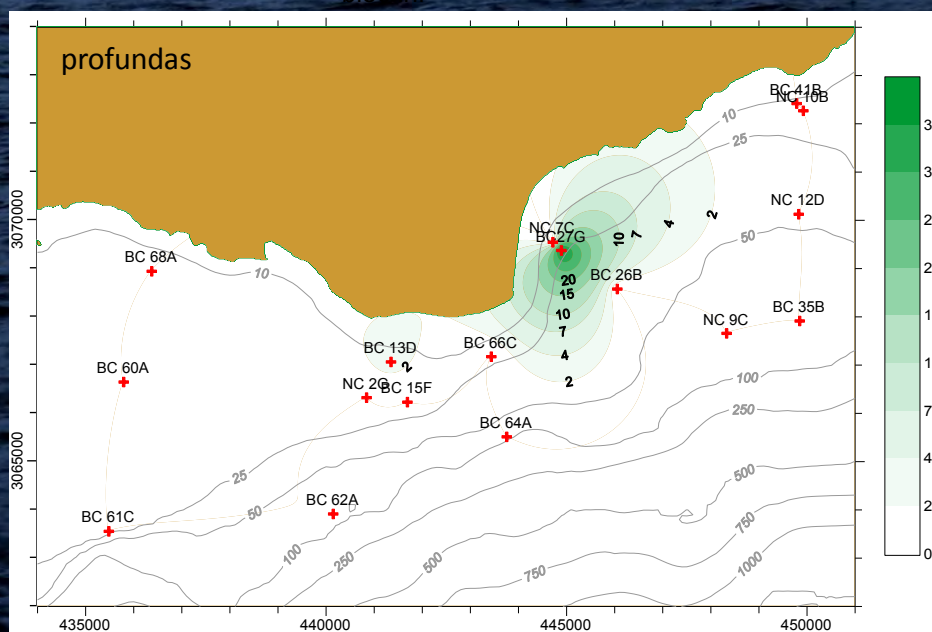 profundas
BC 41B
NC 10B
10
25
3
3
NC 12D
2
4
7
10
50
2
3070000
NC 7C
BC 27G
BC 68A
10
20
BC 26B
2
15
10
BC 35B
1
7
NC 9C
BC 66C
BC 13D
4
1
2
BC 60A
2
100
NC 2G
BC 15F
250
7
BC 64A
4
3065000
25
500
BC 62A
50
2
BC 61C
750
100
250
500
750
1000
0
435000
440000
445000
450000